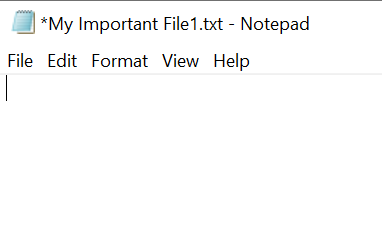 *My Important File1.txt - Notepad
File Edit Format View Help